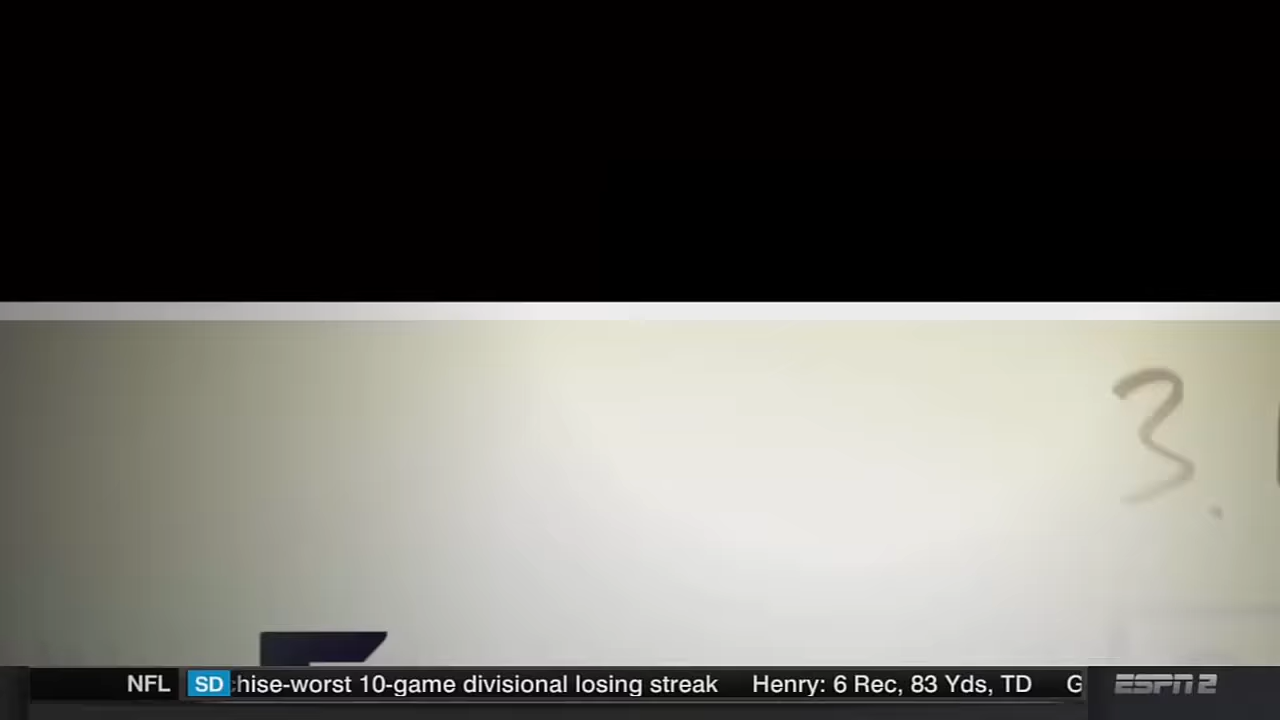 3.
NFL SD hise-worst 10-game divisional losing streak Henry: 6 Rec, 83 Yds, TD G ESPN2